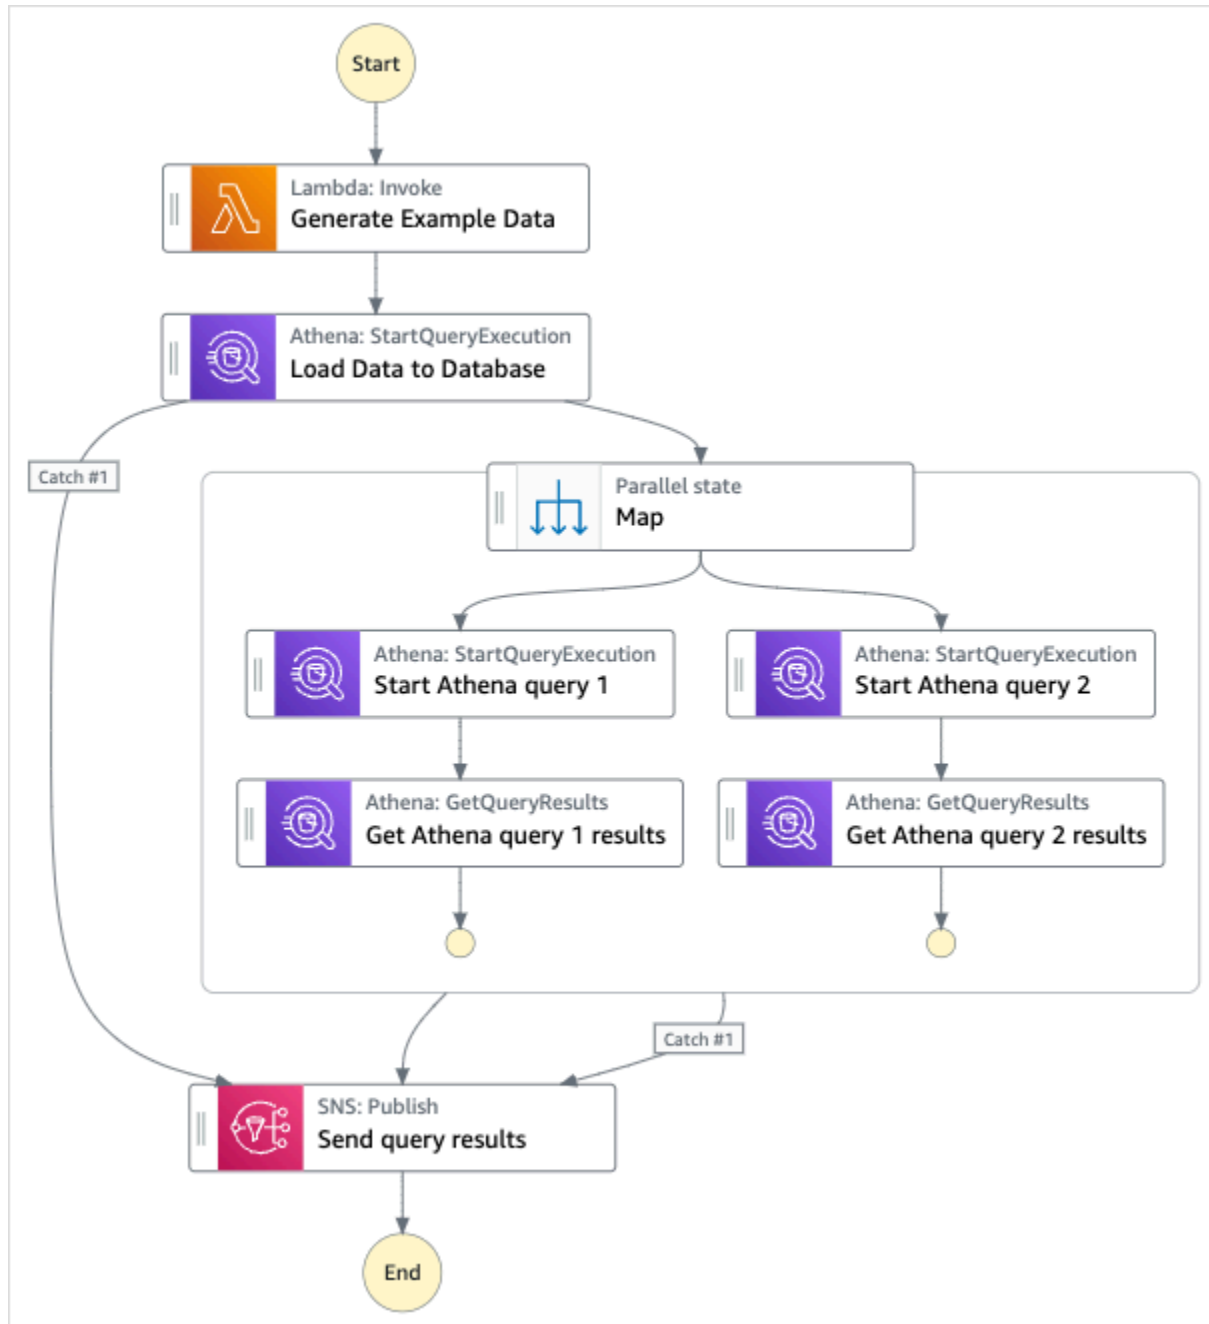 Start
Lambda: Invoke
Generate Example Data
Athena: StartQueryExecution
Load Data to Database
Catch #1
Parallel state
Map
Athena: StartQueryExecution
Start Athena query 1
Athena: StartQueryExecution
Start Athena query 2
Athena: GetQueryResults
Get Athena query 1 results
Athena: GetQueryResults
Get Athena query 2 results
Catch #1
SNS: Publish
Send query results
End